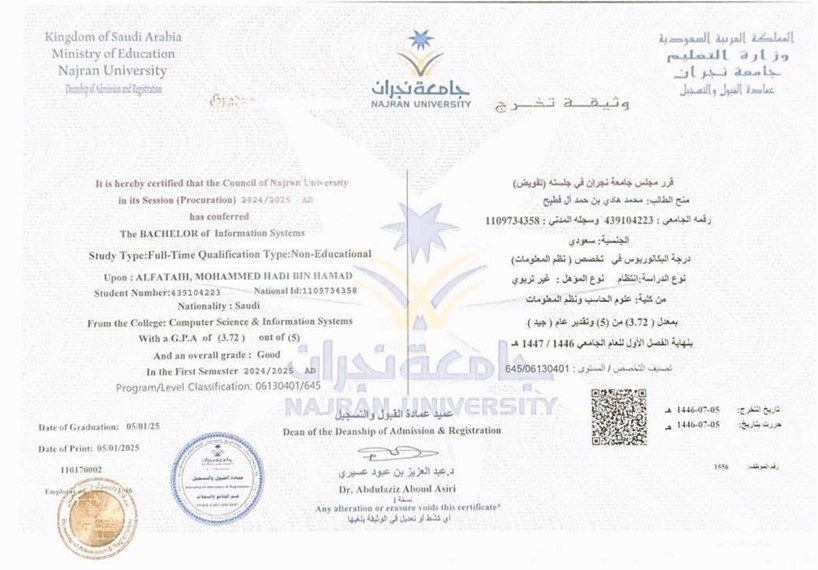 Kingdom of Saudi Arabia
Ministry of Education
Najran University
Deanship of Admission and Registration
جامعة نجران
NAJRAN UNIVERSITY
المملكة العربية السعودية
وزارة التعليم
جامعة نجران
عمادة القبول والتسجيل
وثيقة تخرج
It is hereby certified that the Council of Najran University
in its Session (Procuration) 2024/2025 AD
has conferred
The BACHELOR of Information Systems
Study Type:Full-Time Qualification Type:Non-Educational
Upon : ALFATAIH, MOHAMMED HADI BIN HAMAD
Student Number:439104223 National Id:1109734358
Nationality : Saudi
From the College: Computer Science & Information Systems
With a G.P.A of (3.72 ) out of (5)
And an overall grade : Good
In the First Semester 2024/2025 AD
Program/Level Classification: 06130401/645
قرر مجلس جامعة نجران في جلسته (تفويض)
منح الطالب: محمد هادي بن حمد آل فطيح
رقمه الجامعي : 439104223 وسجله المدني : 1109734358
الجنسية: سعودي
درجة البكالوريوس في تخصص ( نظم المعلومات)
نوع الدراسة:انتظام نوع المؤهل : غير تربوي
من كلية: علوم الحاسب ونظم المعلومات
بمعدل ( 3.72) من (5) وتقدير عام ( جيد )
بنهاية الفصل الأول للعام الجامعي 1446 / 1447 هـ
تصنيف التخصص / المستوى : 645/06130401
جامعة نجران
NAJRAN UNIVERSITY
عميد عمادة القبول والتسجيل
Dean of the Deanship of Admission & Registration
د.عبد العزيز بن عبود عسيري
Dr. Abdulaziz Aboud Asiri
نسخة 1
Any alteration or erasure voids this certificate
أي كشط أو تعديل في الوثيقة يلغيها
Date of Graduation: 05/01/25
Date of Print: 05/01/2025
110170002
تاريخ التخرج: 05-07-1446 هـ
حررت بتاريخ: 05-07-1446 هـ
رقم الموظف: 1556
عمادة القبول والتسجيل